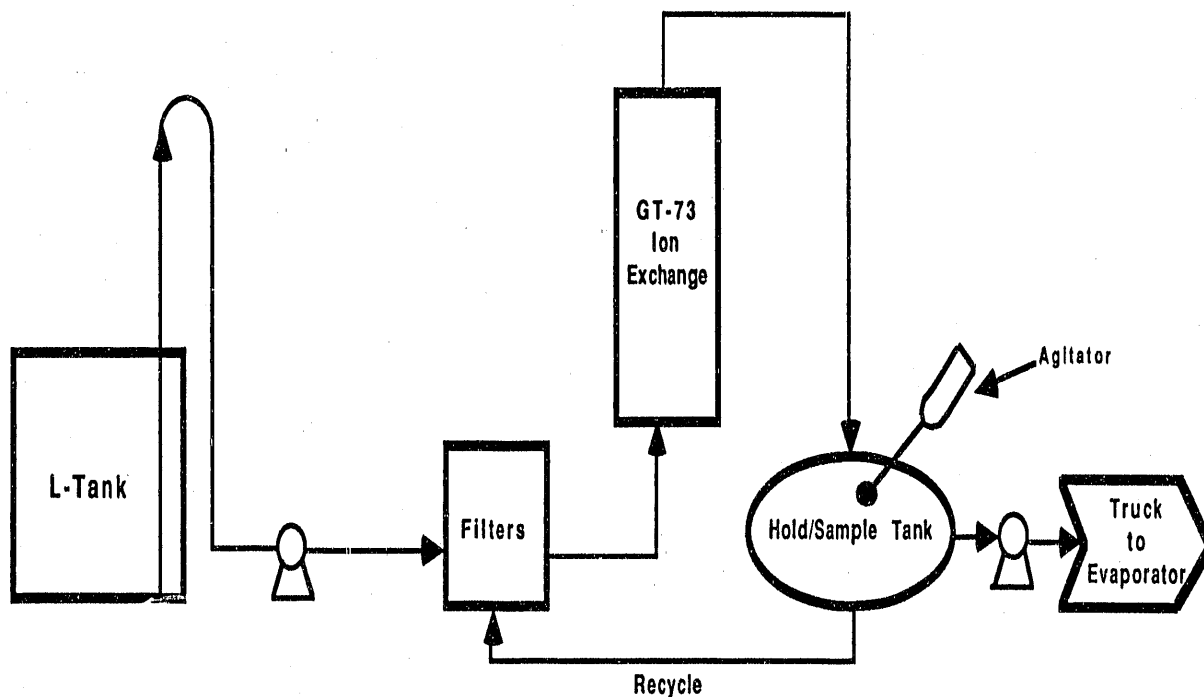 GT-73
Ion
Exchange
Agitator
L-Tank
Filters
Hold/Sample Tank
Truck
to
Evaporator
Recycle